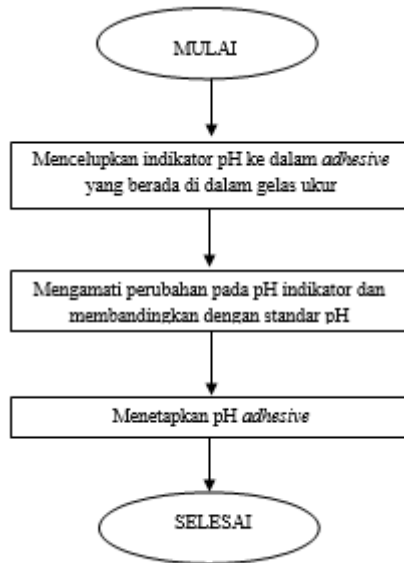 MULAI
Mencelupkan indikator pH ke dalam adhesive
yang berada di dalam gelas ukur
Mengamati perubahan pada pH indikator dan
membandingkan dengan standar pH
Menetapkan pH adhesive
SELESAI